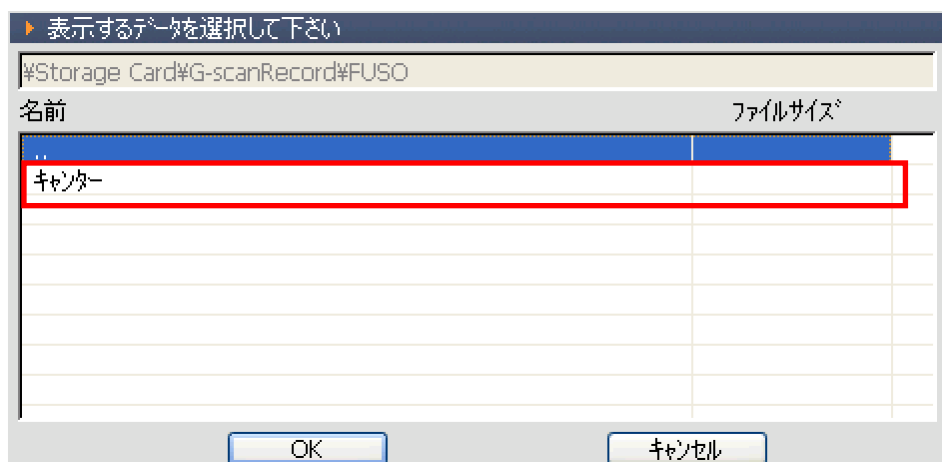 表示するデータを選択して下さい
¥Storage Card¥G-scanRecord¥FUSO
名前 ファイルサイズ
..
キャンター
OK キャンセル